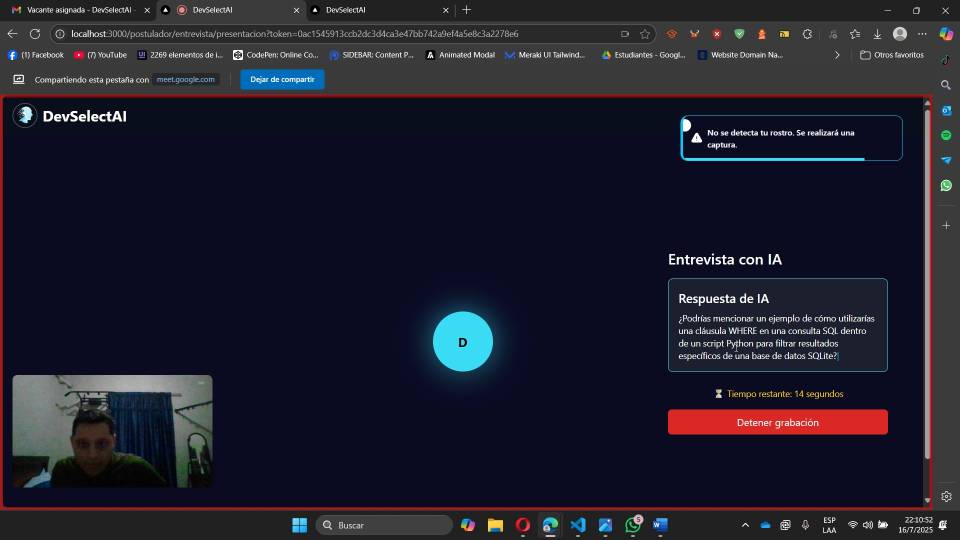 Vacante asignada - DevSelectAI -
DevSelectAI
DevSelectAI
localhost:3000/postulador/entrevista/presentacion?token=0ac1545913ccb2dc3d4ca3e47bb742a9ef4a5e8c3a2278e6
(1) Facebook
(7) YouTube
2269 elementos de i...
CodePen: Online Co...
SIDEBAR: Content P...
Animated Modal
Meraki UI Tailwind...
Estudiantes - Googl...
Website Domain Na...
Otros favoritos
Compartiendo esta pestaña con meet.google.com
Dejar de compartir
DevSelectAI
No se detecta tu rostro. Se realizará una
captura.
Entrevista con IA
Respuesta de IA
¿Podrías mencionar un ejemplo de cómo utilizarías
una cláusula WHERE en una consulta SQL dentro
de un script Python para filtrar resultados
específicos de una base de datos SQLite?
D
Tiempo restante: 14 segundos
Detener grabación
Buscar
5
ESP
LAA
22:10:52
16/7/2025